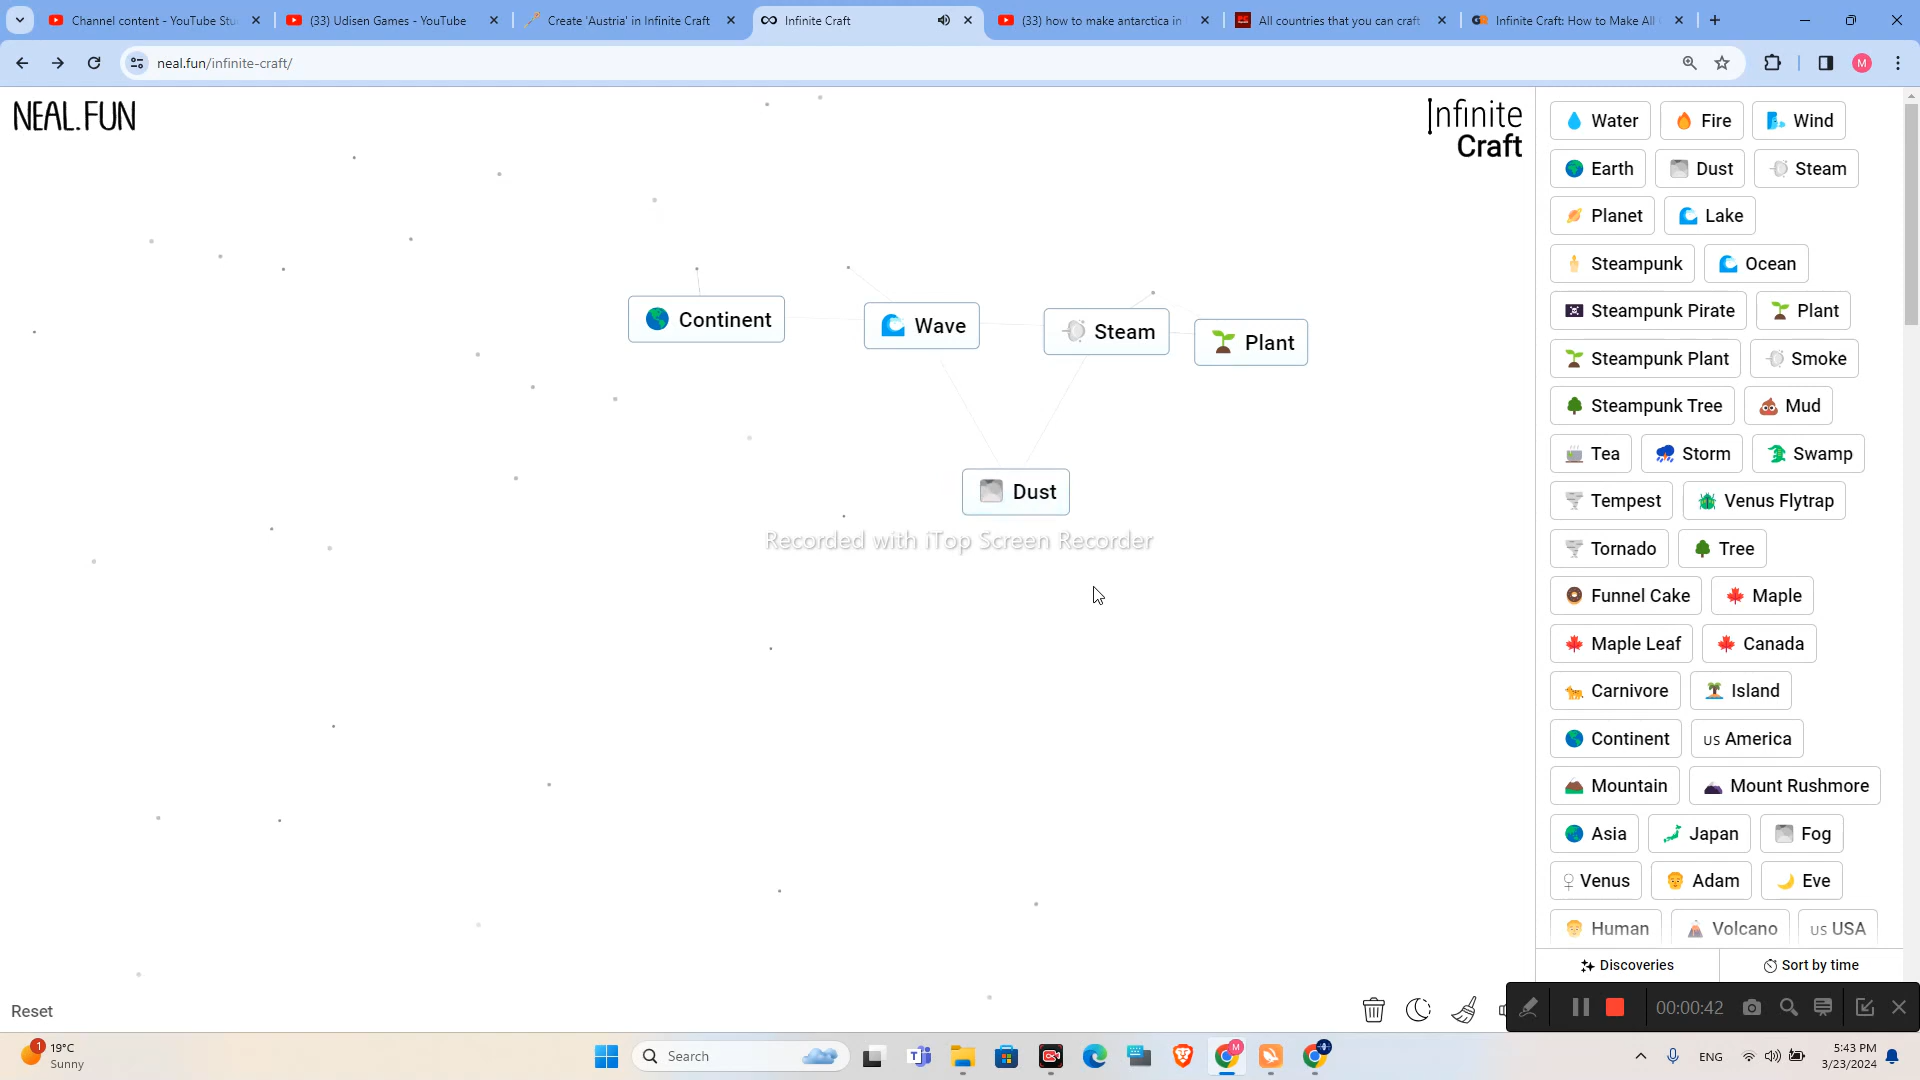 Channel content - YouTube Stu
(33) Udisen Games - YouTube
Create 'Austria' in Infinite Craft
Infinite Craft
(33) how to make antarctica in
All countries that you can craft
Infinite Craft: How to Make All
neal.fun/infinite-craft/
M
NEAL.FUN
Infinite
Craft
Continent
Wave
Steam
Plant
Dust
Recorded with iTop Screen Recorder
Water
Fire
Wind
Earth
Dust
Steam
Planet
Lake
Steampunk
Ocean
Steampunk Pirate
Plant
Steampunk Plant
Smoke
Steampunk Tree
Mud
Tea
Storm
Swamp
Tempest
Venus Flytrap
Tornado
Tree
Funnel Cake
Maple
Maple Leaf
Canada
Carnivore
Island
Continent
US America
Mountain
Mount Rushmore
Asia
Japan
Fog
Venus
Adam
Eve
Human
Volcano
US USA
Discoveries
Sort by time
Reset
00:00:42
1
19°C
Sunny
Search
M
ENG
5:43 PM
3/23/2024